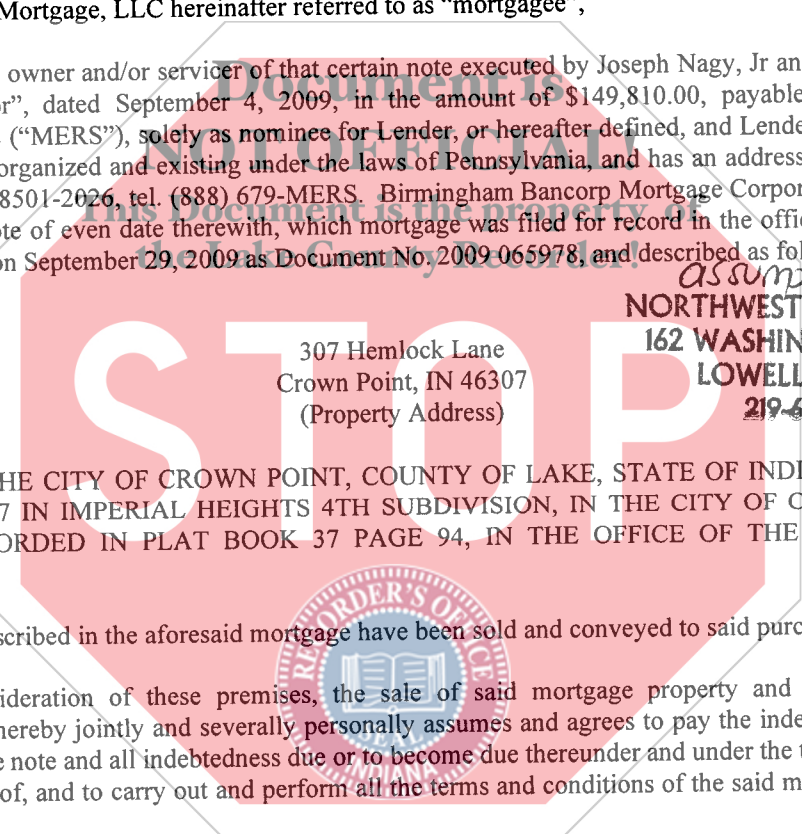 Mortgage, LLC hereinafter referred to as “mortgagee”,
owner and/or servicer of that certain note executed by Joseph Nagy, Jr an
or”, dated September 4, 2009, in the amount of $149,810.00, payable
(“MERS”), solely as nominee for Lender, or hereafter defined, and Lende
organized and existing under the laws of Pennsylvania, and has an address
8501-2026, tel. (888) 679-MERS. Birmingham Bancorp Mortgage Corpor
ote of even date therewith, which mortgage was filed for record in the offi
on September 29, 2009 as Document No. 2009 065978, and described as fol
Document is
NOT OFFICIAL!
This Document is the property of
the Lake County Recorder!
assump
NORTHWEST
162 WASHIN
LOWELL
219-6
STOP
307 Hemlock Lane
Crown Point, IN 46307
(Property Address)
HE CITY OF CROWN POINT, COUNTY OF LAKE, STATE OF INDI
7 IN IMPERIAL HEIGHTS 4TH SUBDIVISION, IN THE CITY OF C
ORDED IN PLAT BOOK 37 PAGE 94, IN THE OFFICE OF THE
scribed in the aforesaid mortgage have been sold and conveyed to said purc
ideration of these premises, the sale of said mortgage property and
hereby jointly and severally personally assumes and agrees to pay the inde
e note and all indebtedness due or to become due thereunder and under the t
of, and to carry out and perform all the terms and conditions of the said m
RECORDER'S OFFICE
SEAL
INDIANA